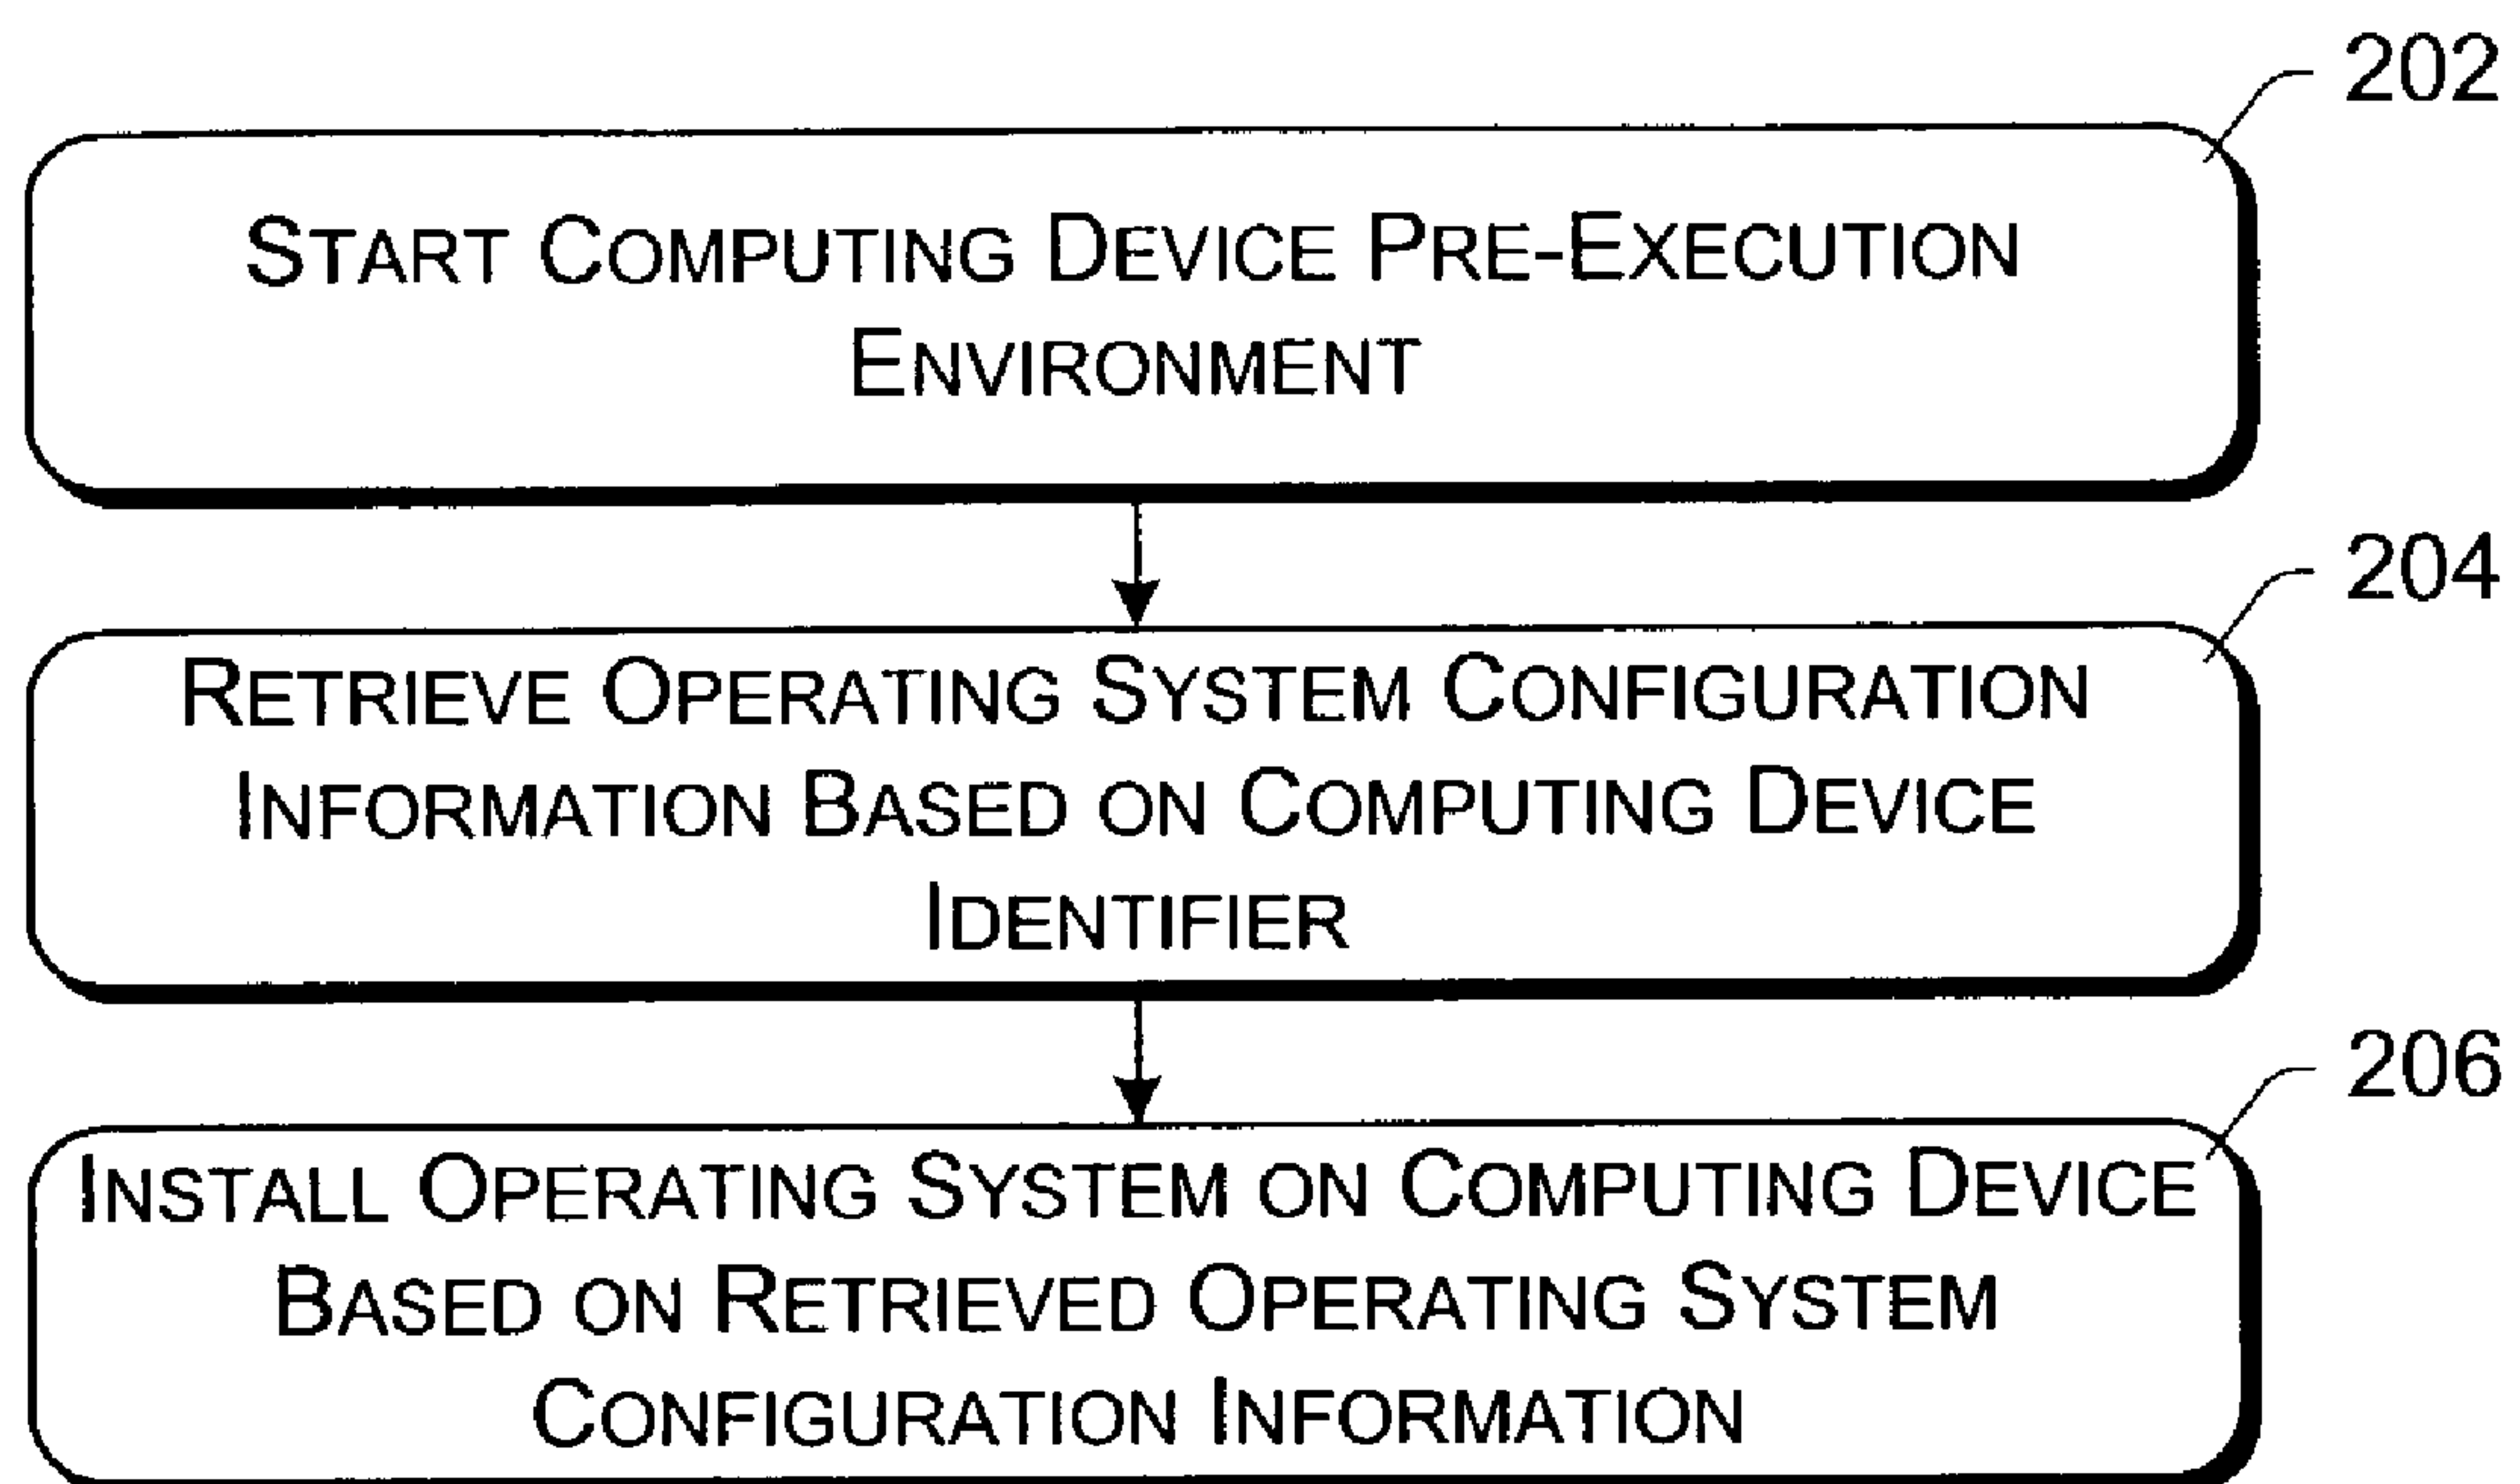 202
START COMPUTING DEVICE PRE-EXECUTION
ENVIRONMENT
204
RETRIEVE OPERATING SYSTEM CONFIGURATION
INFORMATION BASED ON COMPUTING DEVICE
IDENTIFIER
206
INSTALL OPERATING SYSTEM ON COMPUTING DEVICE
BASED ON RETRIEVED OPERATING SYSTEM
CONFIGURATION INFORMATION